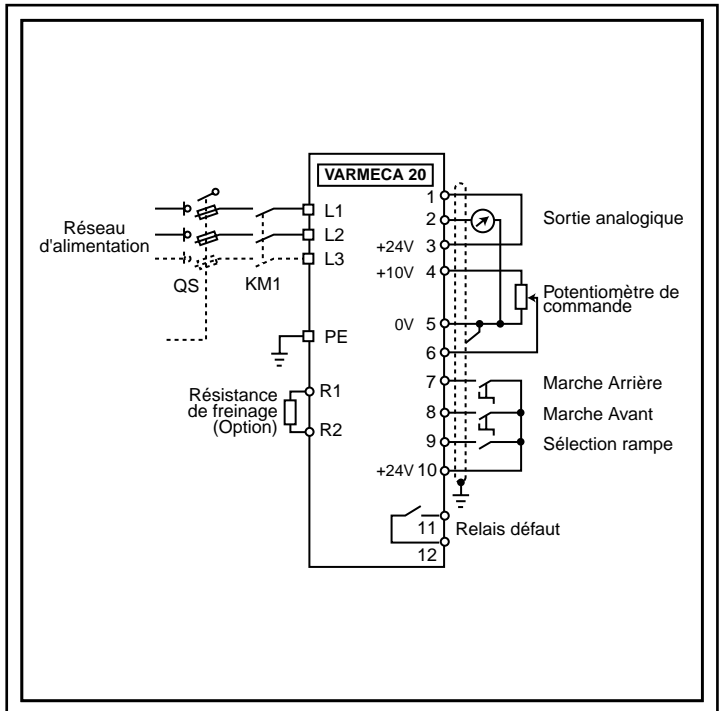 VARMECA 20
Réseau
d'alimentation
L1
L2
L3
QS
KM1
PE
Résistance
de freinage
(Option)
R1
R2
1
2
+24V 3
+10V 4
0V 5
6
7
8
9
+24V 10
11
12
Sortie analogique
Potentiomètre de
commande
Marche Arrière
Marche Avant
Sélection rampe
Relais défaut